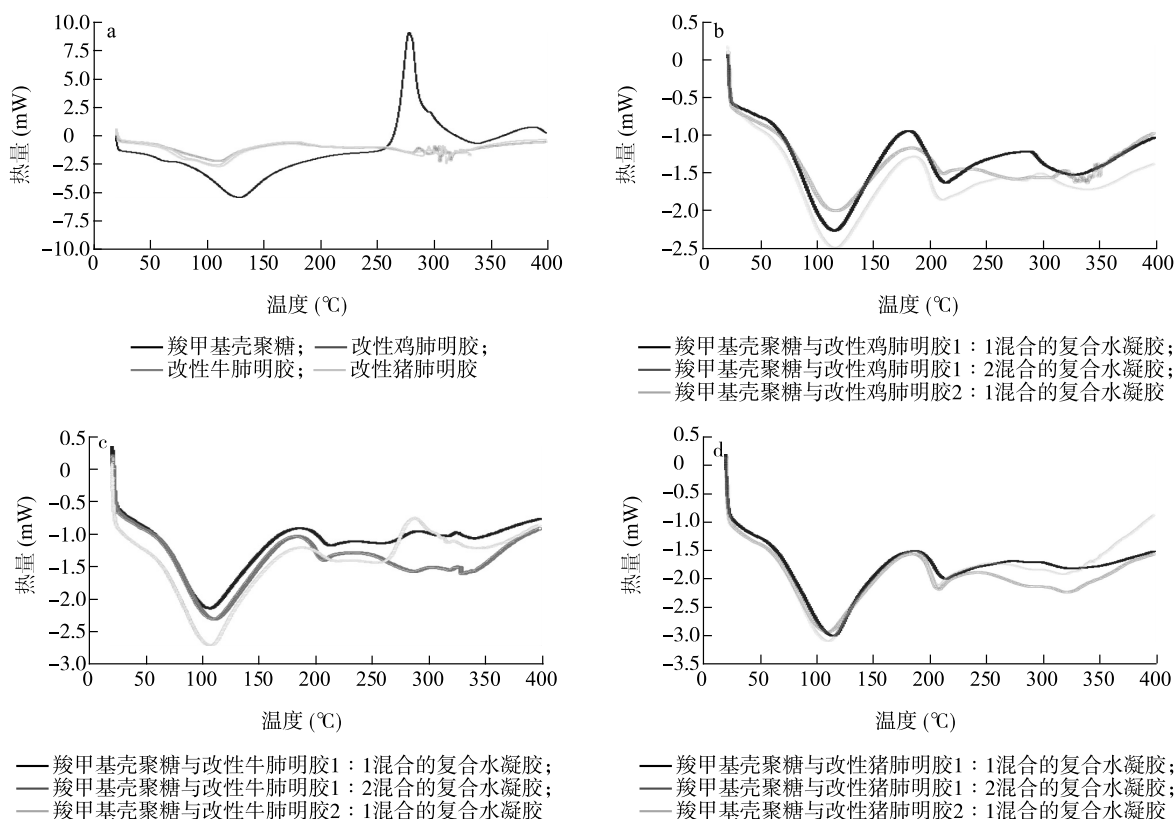 a
10.0
7.5
5.0
2.5
0
−2.5
−5.0
−7.5
−10.0
热量 (mW)
0 50 100 150 200 250 300 350 400
温度 (℃)
羧甲基壳聚糖; 改性鸡肺明胶;
改性牛肺明胶; 改性猪肺明胶
b
0.5
0
−0.5
−1.0
−1.5
−2.0
−2.5
热量 (mW)
0 50 100 150 200 250 300 350 400
温度 (℃)
羧甲基壳聚糖与改性鸡肺明胶1∶1混合的复合水凝胶;
羧甲基壳聚糖与改性鸡肺明胶1∶2混合的复合水凝胶;
羧甲基壳聚糖与改性鸡肺明胶2∶1混合的复合水凝胶
c
0.5
0
−0.5
−1.0
−1.5
−2.0
−2.5
−3.0
热量 (mW)
0 50 100 150 200 250 300 350 400
温度 (℃)
羧甲基壳聚糖与改性牛肺明胶1∶1混合的复合水凝胶;
羧甲基壳聚糖与改性牛肺明胶1∶2混合的复合水凝胶;
羧甲基壳聚糖与改性牛肺明胶2∶1混合的复合水凝胶
d
0.5
0
−0.5
−1.0
−1.5
−2.0
−2.5
−3.0
−3.5
热量 (mW)
0 50 100 150 200 250 300 350 400
温度 (℃)
羧甲基壳聚糖与改性猪肺明胶1∶1混合的复合水凝胶;
羧甲基壳聚糖与改性猪肺明胶1∶2混合的复合水凝胶;
羧甲基壳聚糖与改性猪肺明胶2∶1混合的复合水凝胶